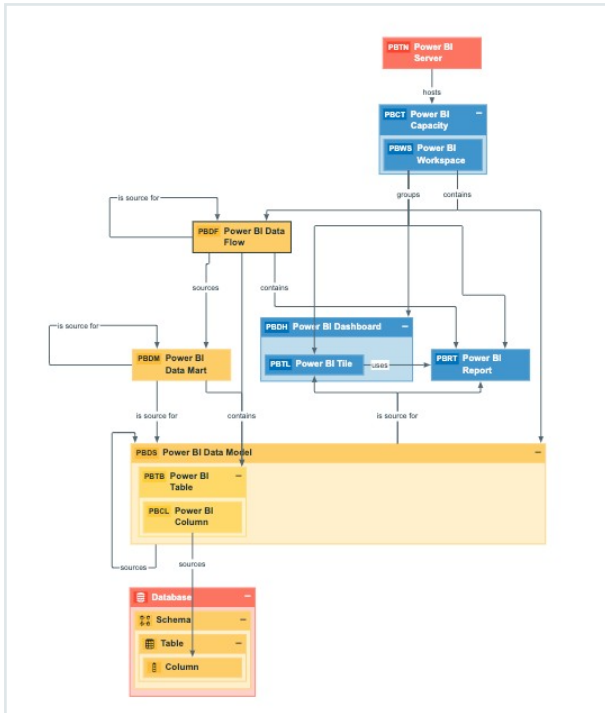 PBTN Power BI
Server
hosts
PBCT Power BI
Capacity
PBWS Power BI
Workspace
groups
contains
is source for
PBDF Power BI Data
Flow
sources
contains
PBDH Power BI Dashboard
is source for
PBDM Power BI
Data Mart
PBTL Power BI Tile
uses
PBRT Power BI
Report
is source for
contains
is source for
PBDS Power BI Data Model
PBTB Power BI
Table
PBCL Power BI
Column
sources
sources
Database
Schema
Table
Column